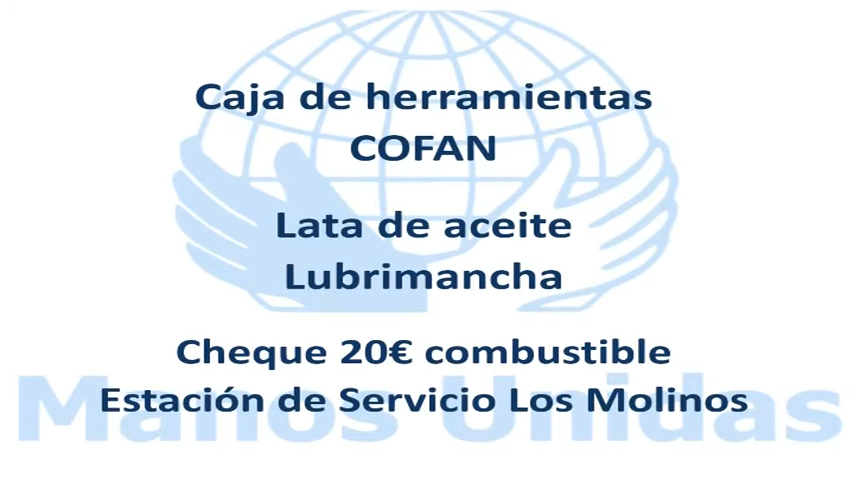 Caja de herramientas
COFAN
Lata de aceite
Lubrimancha
Cheque 20€ combustible
Estación de Servicio Los Molinos
Manos Unidas